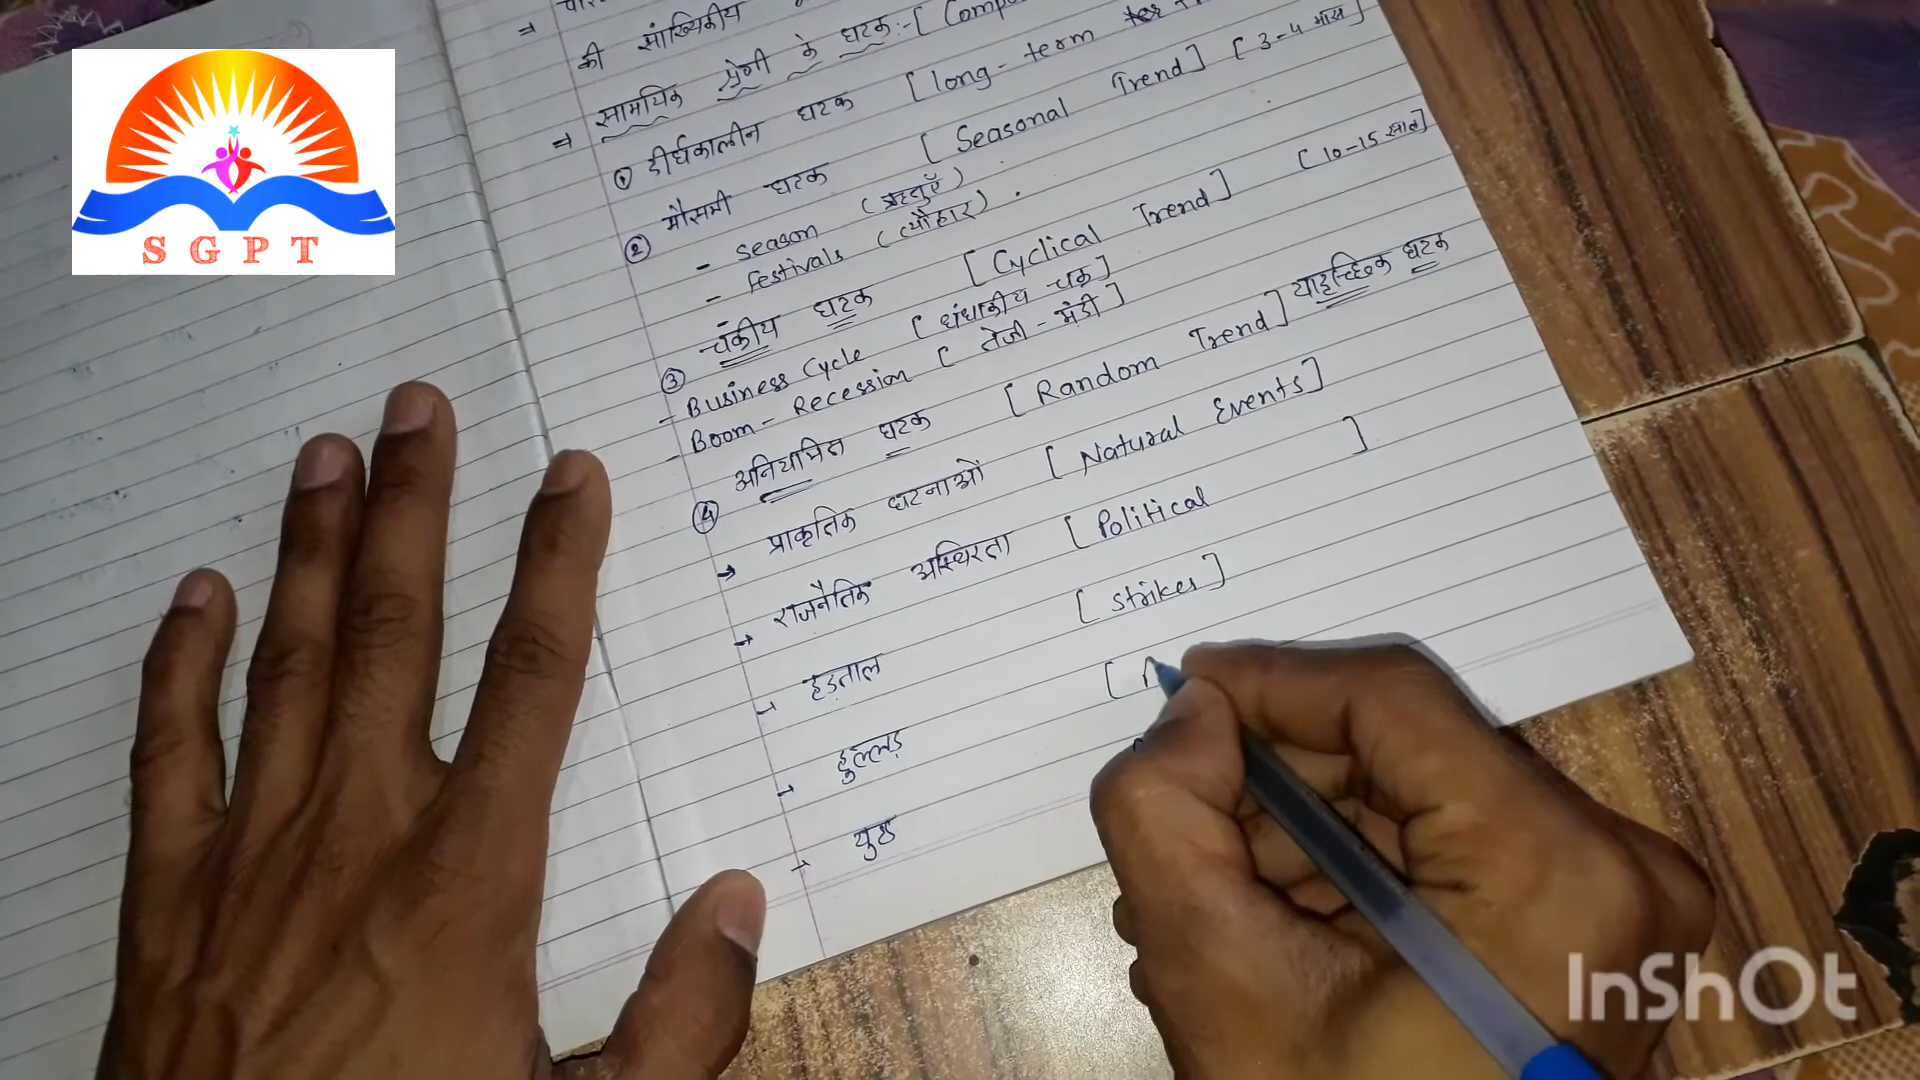 SGPT
⇒
की सांख्यिकीय
⇒ सामयिक श्रेणी के घटक:- [
① दीर्घकालीन घटक [long-term
② मौसमी घटक [Seasonal Trend] [3-4 मास]
- Season (ऋतुएँ)
- festivals (त्यौहार).
③ चक्रीय घटक [Cyclical Trend] [10-15 साल]
- Business Cycle [धंधाकीय चक्र]
- Boom-Recession [तेजी-मंदी]
④ अनियमित घटक [Random Trend] यादृच्छिक घटक
→ प्राकृतिक घटनाओं [Natural Events]
→ राजनैतिक अस्थिरता [Political ]
→ हड़ताल [Strikes]
→ हुल्लड़ [
→ युद्ध
InShOt